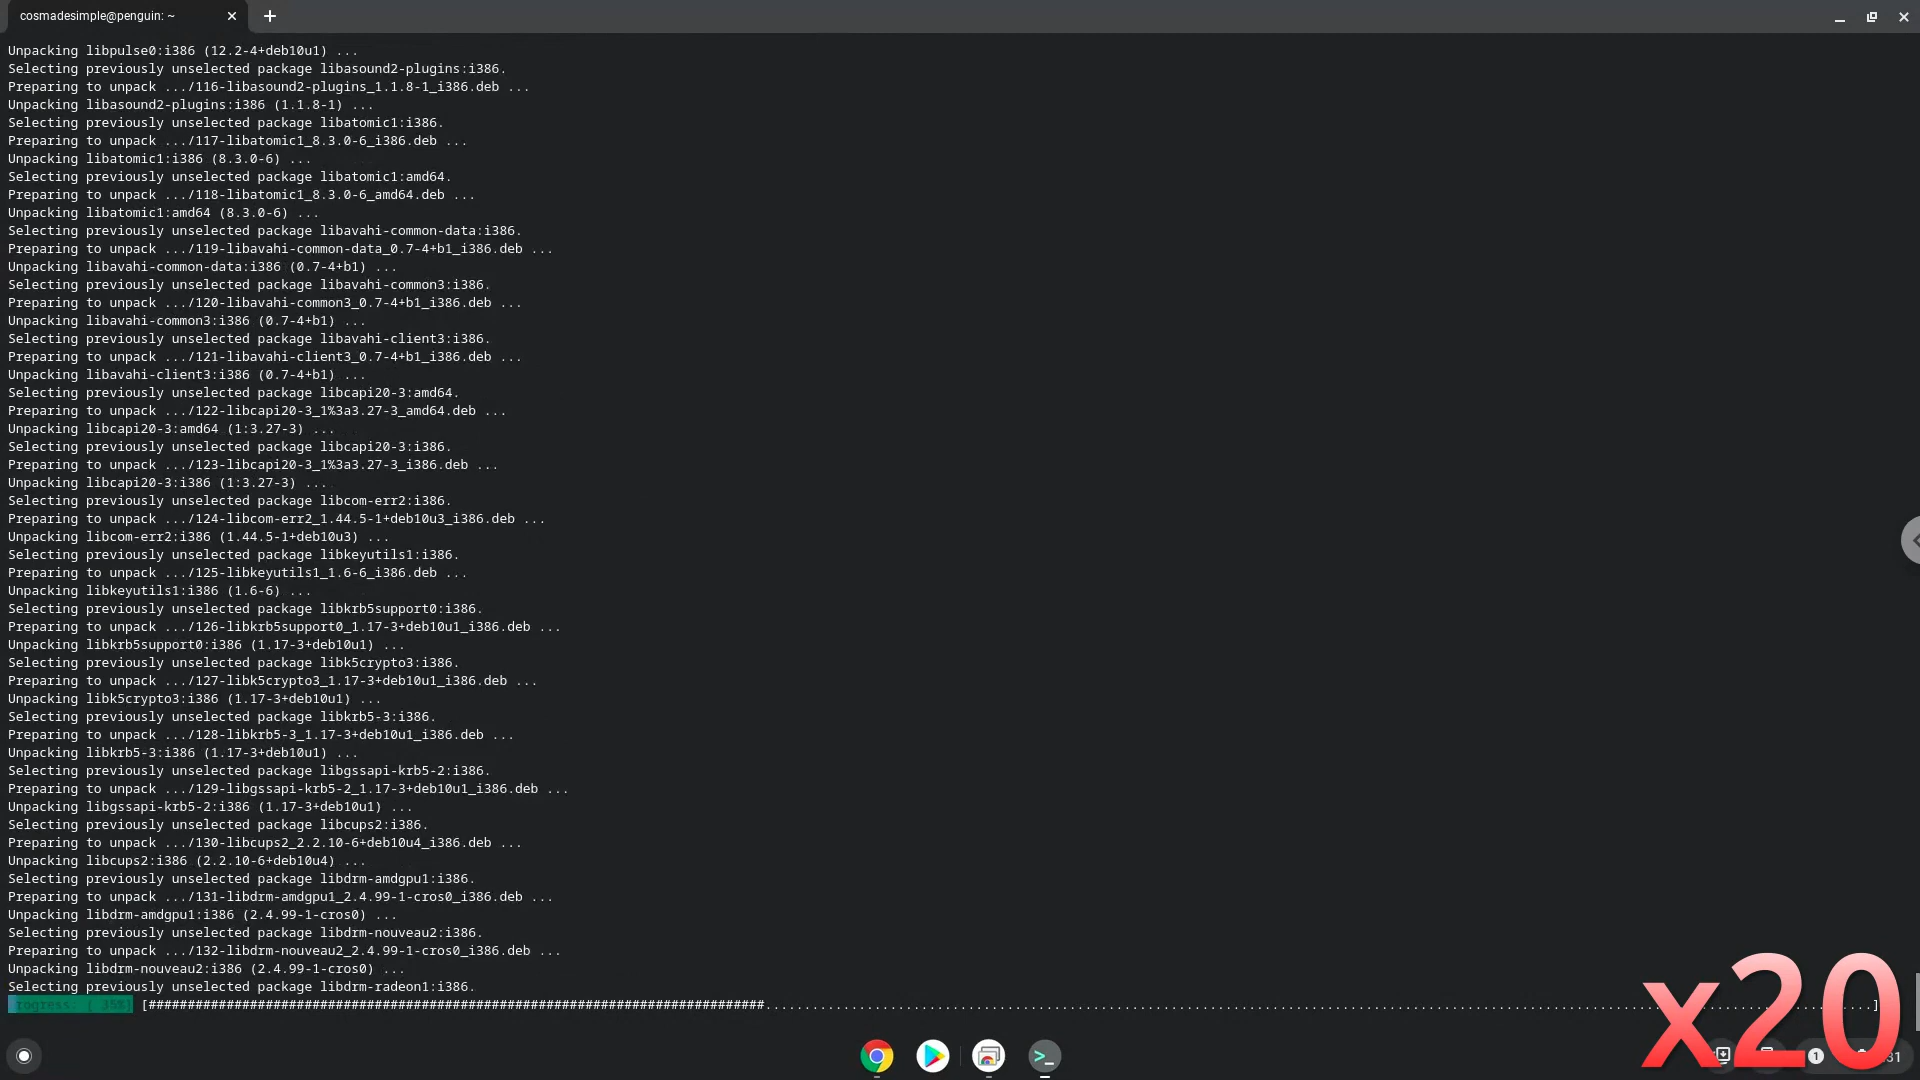 cosmadesimple@penguin: ~
Unpacking libpulse0:i386 (12.2-4+deb10u1) ...
Selecting previously unselected package libasound2-plugins:i386.
Preparing to unpack .../116-libasound2-plugins_1.1.8-1_i386.deb ...
Unpacking libasound2-plugins:i386 (1.1.8-1) ...
Selecting previously unselected package libatomic1:i386.
Preparing to unpack .../117-libatomic1_8.3.0-6_i386.deb ...
Unpacking libatomic1:i386 (8.3.0-6) ...
Selecting previously unselected package libatomic1:amd64.
Preparing to unpack .../118-libatomic1_8.3.0-6_amd64.deb ...
Unpacking libatomic1:amd64 (8.3.0-6) ...
Selecting previously unselected package libavahi-common-data:i386.
Preparing to unpack .../119-libavahi-common-data_0.7-4+b1_i386.deb ...
Unpacking libavahi-common-data:i386 (0.7-4+b1) ...
Selecting previously unselected package libavahi-common3:i386.
Preparing to unpack .../120-libavahi-common3_0.7-4+b1_i386.deb ...
Unpacking libavahi-common3:i386 (0.7-4+b1) ...
Selecting previously unselected package libavahi-client3:i386.
Preparing to unpack .../121-libavahi-client3_0.7-4+b1_i386.deb ...
Unpacking libavahi-client3:i386 (0.7-4+b1) ...
Selecting previously unselected package libcapi20-3:amd64.
Preparing to unpack .../122-libcapi20-3_1%3a3.27-3_amd64.deb ...
Unpacking libcapi20-3:amd64 (1:3.27-3) ...
Selecting previously unselected package libcapi20-3:i386.
Preparing to unpack .../123-libcapi20-3_1%3a3.27-3_i386.deb ...
Unpacking libcapi20-3:i386 (1:3.27-3) ...
Selecting previously unselected package libcom-err2:i386.
Preparing to unpack .../124-libcom-err2_1.44.5-1+deb10u3_i386.deb ...
Unpacking libcom-err2:i386 (1.44.5-1+deb10u3) ...
Selecting previously unselected package libkeyutils1:i386.
Preparing to unpack .../125-libkeyutils1_1.6-6_i386.deb ...
Unpacking libkeyutils1:i386 (1.6-6) ...
Selecting previously unselected package libkrb5support0:i386.
Preparing to unpack .../126-libkrb5support0_1.17-3+deb10u1_i386.deb ...
Unpacking libkrb5support0:i386 (1.17-3+deb10u1) ...
Selecting previously unselected package libk5crypto3:i386.
Preparing to unpack .../127-libk5crypto3_1.17-3+deb10u1_i386.deb ...
Unpacking libk5crypto3:i386 (1.17-3+deb10u1) ...
Selecting previously unselected package libkrb5-3:i386.
Preparing to unpack .../128-libkrb5-3_1.17-3+deb10u1_i386.deb ...
Unpacking libkrb5-3:i386 (1.17-3+deb10u1) ...
Selecting previously unselected package libgssapi-krb5-2:i386.
Preparing to unpack .../129-libgssapi-krb5-2_1.17-3+deb10u1_i386.deb ...
Unpacking libgssapi-krb5-2:i386 (1.17-3+deb10u1) ...
Selecting previously unselected package libcups2:i386.
Preparing to unpack .../130-libcups2_2.2.10-6+deb10u4_i386.deb ...
Unpacking libcups2:i386 (2.2.10-6+deb10u4) ...
Selecting previously unselected package libdrm-amdgpu1:i386.
Preparing to unpack .../131-libdrm-amdgpu1_2.4.99-1-cros0_i386.deb ...
Unpacking libdrm-amdgpu1:i386 (2.4.99-1-cros0) ...
Selecting previously unselected package libdrm-nouveau2:i386.
Preparing to unpack .../132-libdrm-nouveau2_2.4.99-1-cros0_i386.deb ...
Unpacking libdrm-nouveau2:i386 (2.4.99-1-cros0) ...
Selecting previously unselected package libdrm-radeon1:i386.
rogress: [ 35%]
x20
1
31